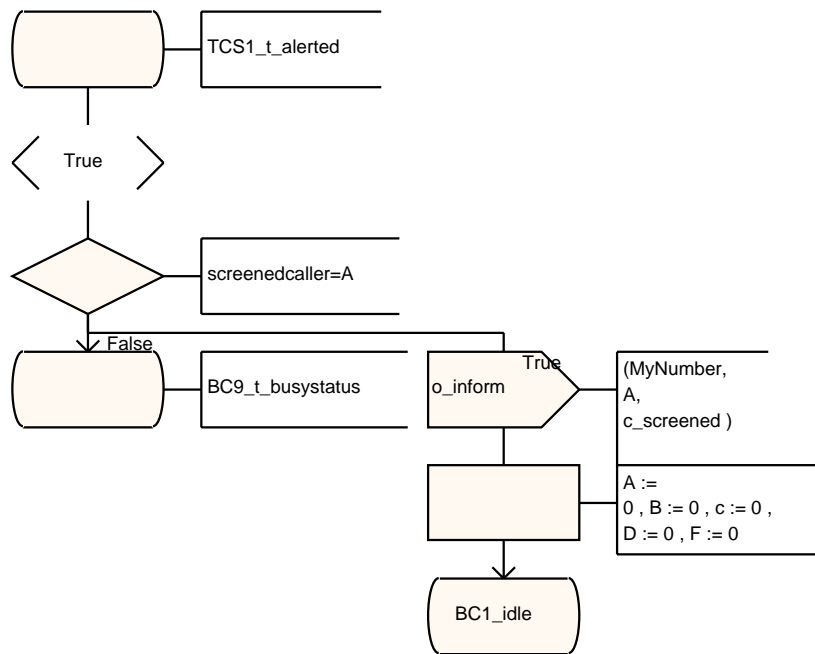 TCS1_t_alerted
True
screenedcaller=A
False
BC9_t_busystatus
True
o_inform
(MyNumber,
A,
c_screened )
A :=
0 , B := 0 , c := 0 ,
D := 0 , F := 0
BC1_idle